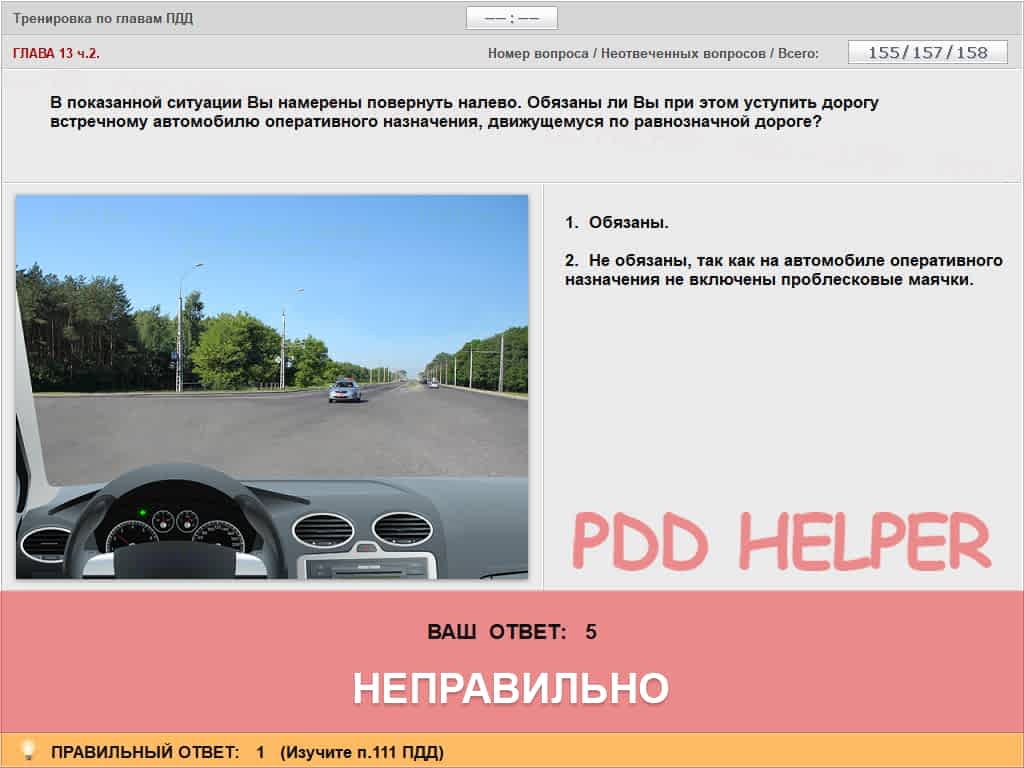 Тренировка по главам ПДД
—— : ——
ГЛАВА 13 ч.2.
Номер вопроса / Неотвеченных вопросов / Всего:
155/157/158
В показанной ситуации Вы намерены повернуть налево. Обязаны ли Вы при этом уступить дорогу
встречному автомобилю оперативного назначения, движущемуся по равнозначной дороге?
1. Обязаны.
2. Не обязаны, так как на автомобиле оперативного
назначения не включены проблесковые маячки.
PDD HELPER
ВАШ ОТВЕТ: 5
НЕПРАВИЛЬНО
ПРАВИЛЬНЫЙ ОТВЕТ: 1 (Изучите п.111 ПДД)